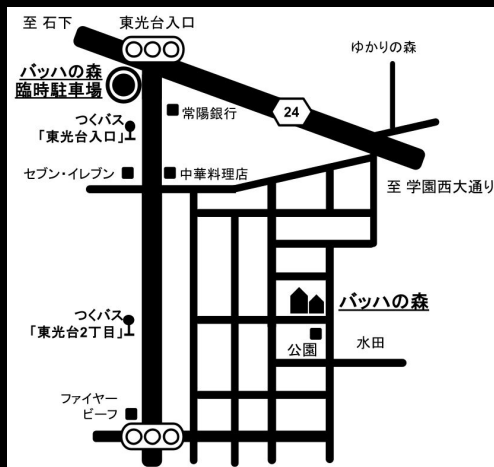 至 石下
東光台入口
ゆかりの森
バッハの森
臨時駐車場
常陽銀行
24
つくバス
「東光台入口」
セブン・イレブン
中華料理店
至 学園西大通り
バッハの森
つくバス
「東光台2丁目」
公園
水田
ファイヤー
ビーフ